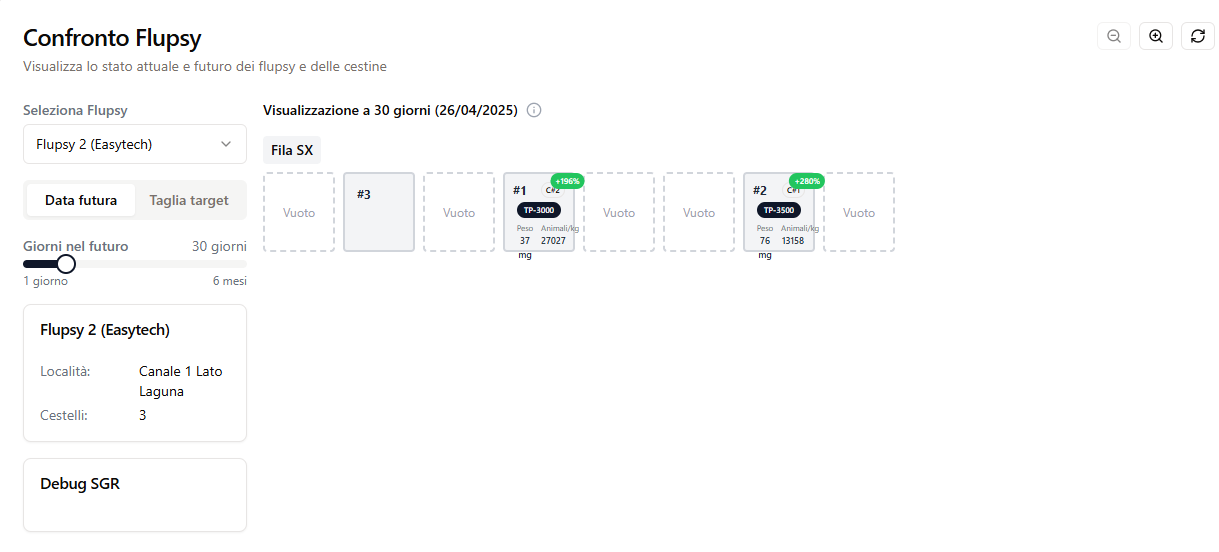 Confronto Flupsy
Visualizza lo stato attuale e futuro dei flupsy e delle cestine
Seleziona Flupsy
Flupsy 2 (Easytech)
Data futura Taglia target
Giorni nel futuro 30 giorni
1 giorno 6 mesi
Flupsy 2 (Easytech)
Località: Canale 1 Lato
Laguna
Cestelli: 3
Debug SGR
Visualizzazione a 30 giorni (26/04/2025)
Fila SX
Vuoto
#3
Vuoto
+196%
#1 C#2
TP-3000
Peso Animali/kg
37 27027
mg
Vuoto
Vuoto
+280%
#2 C#1
TP-3500
Peso Animali/kg
76 13158
mg
Vuoto